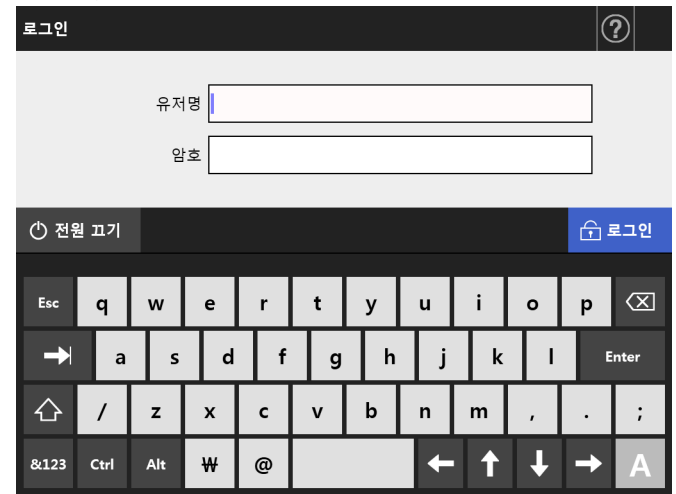 로그인 ?
유저명
암호
전원 끄기 로그인
Esc q w e r t y u i o p
a s d f g h j k l Enter
/ z x c v b n m , . ;
&123 Ctrl Alt ₩ @ A